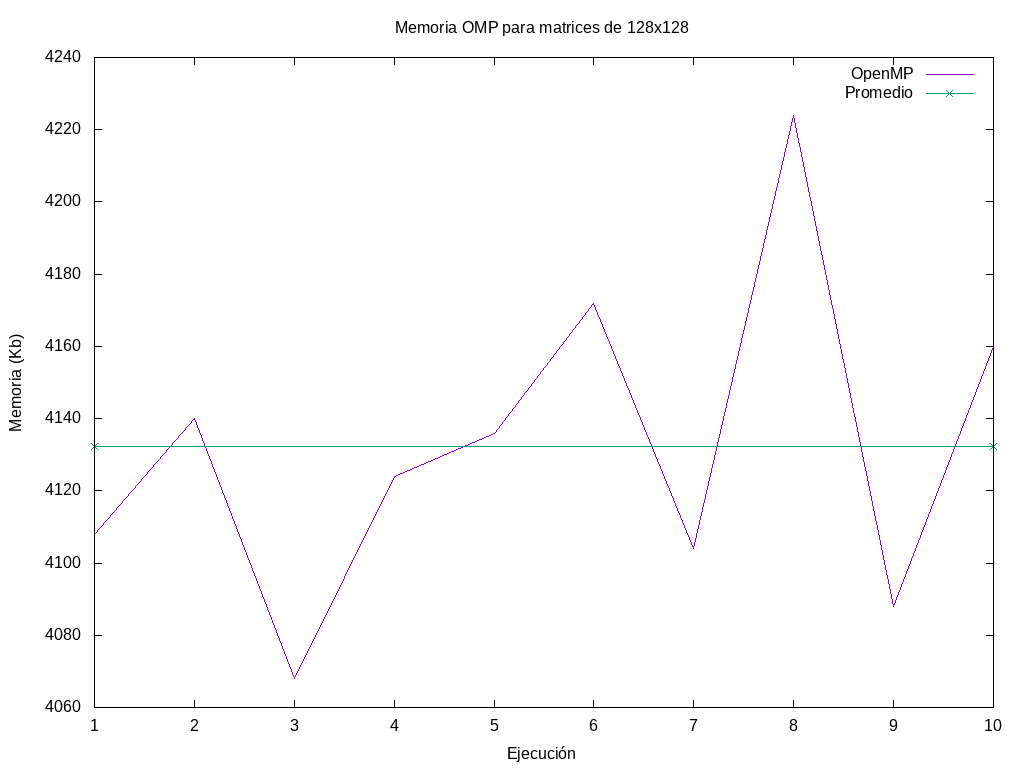 Memoria OMP para matrices de 128x128
OpenMP
Promedio
4240
4220
4200
4180
4160
4140
4120
4100
4080
4060
Memoria (Kb)
1 2 3 4 5 6 7 8 9 10
Ejecución